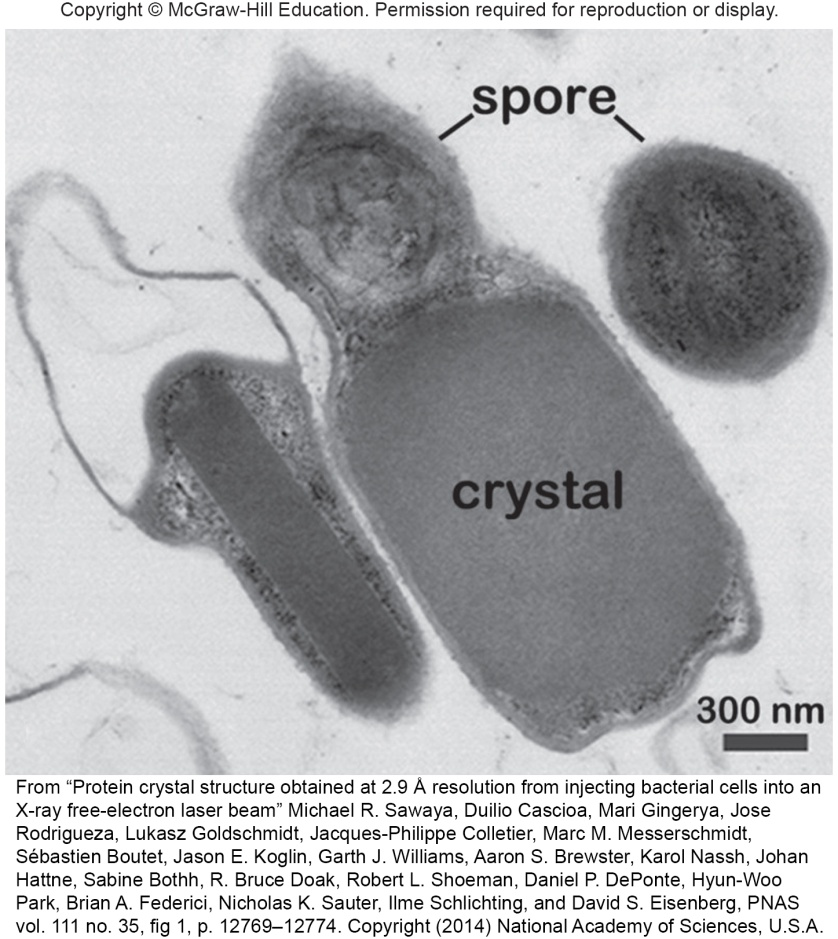 Copyright © McGraw-Hill Education. Permission required for reproduction or display.
spore
crystal
300 nm
From “Protein crystal structure obtained at 2.9 Å resolution from injecting bacterial cells into an
X-ray free-electron laser beam” Michael R. Sawaya, Duilio Cascioa, Mari Gingerya, Jose
Rodrigueza, Lukasz Goldschmidt, Jacques-Philippe Colletier, Marc M. Messerschmidt,
Sébastien Boutet, Jason E. Koglin, Garth J. Williams, Aaron S. Brewster, Karol Nassh, Johan
Hattne, Sabine Bothh, R. Bruce Doak, Robert L. Shoeman, Daniel P. DePonte, Hyun-Woo
Park, Brian A. Federici, Nicholas K. Sauter, Ilme Schlichting, and David S. Eisenberg, PNAS
vol. 111 no. 35, fig 1, p. 12769–12774. Copyright (2014) National Academy of Sciences, U.S.A.